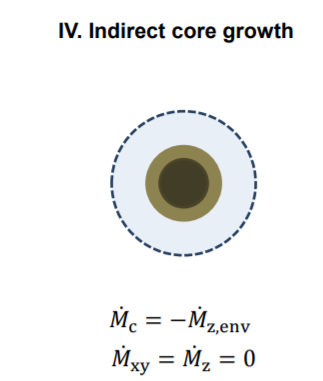 IV. Indirect core growth
Ṁc = −Ṁz,env
Ṁxy = Ṁz = 0